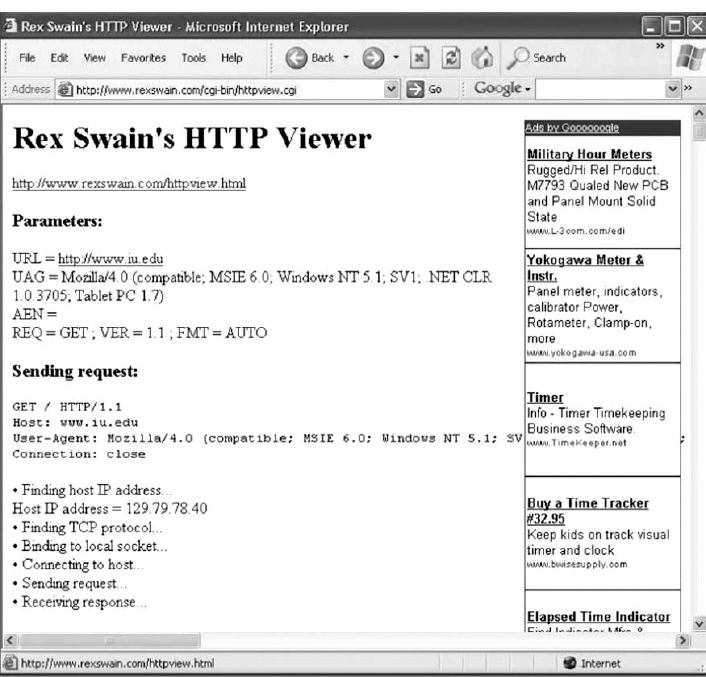 Rex Swain's HTTP Viewer - Microsoft Internet Explorer
File Edit View Favorites Tools Help Back Search »
Address http://www.rexswain.com/cgi-bin/httpview.cgi Go Google »
Rex Swain's HTTP Viewer
http://www.rexswain.com/httpview.html
Parameters:
URL = http://www.iu.edu
UAG = Mozilla/4.0 (compatible; MSIE 6.0; Windows NT 5.1; SV1; .NET CLR
1.0.3705; Tablet PC 1.7)
AEN =
REQ = GET ; VER = 1.1 ; FMT = AUTO
Sending request:
GET / HTTP/1.1
Host: www.iu.edu
User-Agent: Mozilla/4.0 (compatible; MSIE 6.0; Windows NT 5.1; SV ;
Connection: close
• Finding host IP address...
Host IP address = 129.79.78.40
• Finding TCP protocol...
• Binding to local socket...
• Connecting to host...
• Sending request...
• Receiving response...
Ads by Goooooogle
Military Hour Meters
Rugged/Hi Rel Product.
M7793 Qualed New PCB
and Panel Mount Solid
State
www.L-3com.com/edi
Yokogawa Meter &
Instr.
Panel meter, indicators,
calibrator Power,
Rotameter, Clamp-on,
more
www.yokogawa-usa.com
Timer
Info - Timer Timekeeping
Business Software.
www.TimeKeeper.net
Buy a Time Tracker
#32.95
Keep kids on track visual
timer and clock
www.bwisesupply.com
Elapsed Time Indicator
Find Indicator Mfrs &
http://www.rexswain.com/httpview.html Internet